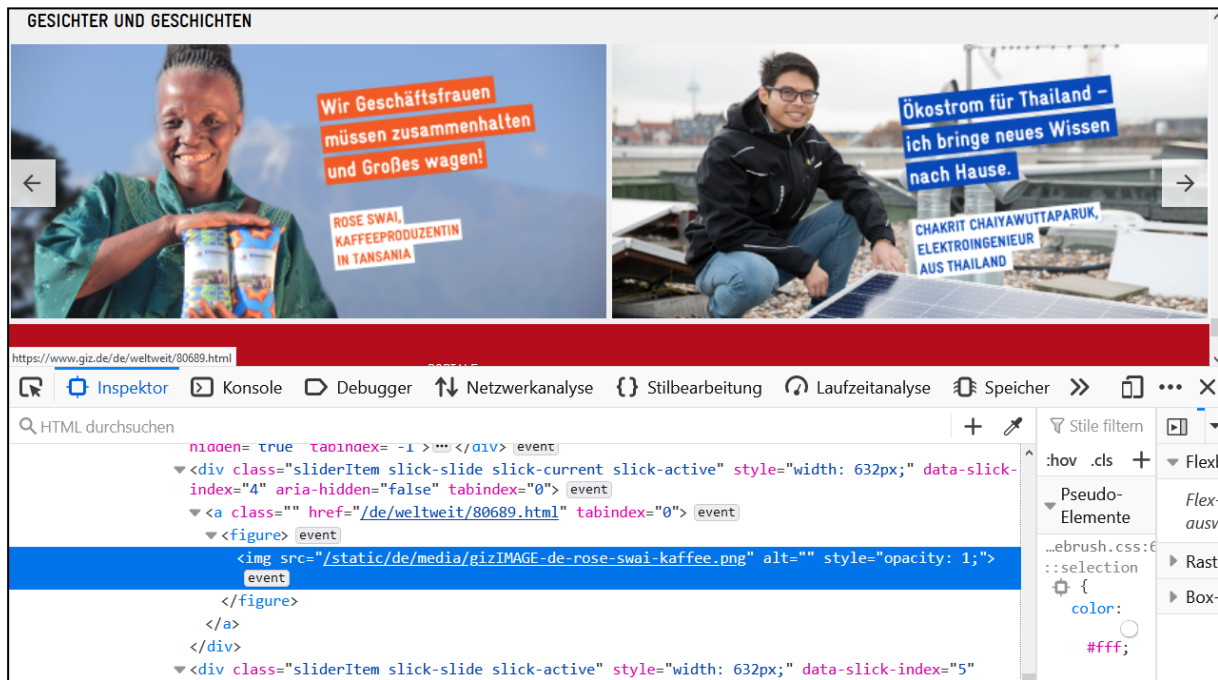 GESICHTER UND GESCHICHTEN
Wir Geschäftsfrauen
müssen zusammenhalten
und Großes wagen!
ROSE SWAI,
KAFFEEPRODUZENTIN
IN TANSANIA
Ökostrom für Thailand –
ich bringe neues Wissen
nach Hause.
CHAKRIT CHAIYAWUTTAPARUK,
ELEKTROINGENIEUR
AUS THAILAND
https://www.giz.de/de/weltweit/80689.html
Inspektor Konsole Debugger Netzwerkanalyse {} Stilbearbeitung Laufzeitanalyse Speicher
HTML durchsuchen
Stile filtern
hidden="true" tabindex="-1"></div> event
<div class="sliderItem slick-slide slick-current slick-active" style="width: 632px;" data-slick-
index="4" aria-hidden="false" tabindex="0"> event
<a class="" href="/de/weltweit/80689.html" tabindex="0"> event
<figure> event
<img src="/static/de/media/gizIMAGE-de-rose-swai-kaffee.png" alt="" style="opacity: 1;">
event
</figure>
</a>
</div>
<div class="sliderItem slick-slide slick-active" style="width: 632px;" data-slick-index="5"
:hov .cls +
Pseudo-
Elemente
…ebrush.css:6
::selection
{
color:
#fff;
Flex-
ausw
Rast
Box-